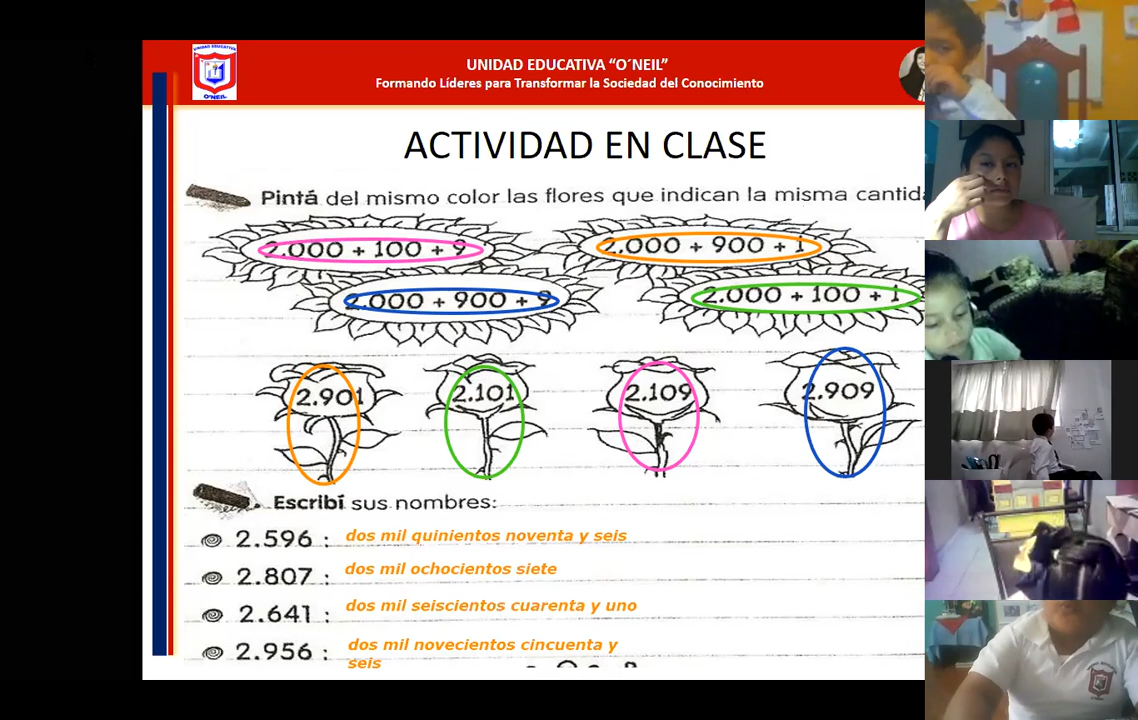 UNIDAD EDUCATIVA
O´NEIL
UNIDAD EDUCATIVA “O´NEIL”
Formando Líderes para Transformar la Sociedad del Conocimiento
ACTIVIDAD EN CLASE
Pintá del mismo color las flores que indican la misma cantida
2.000 + 100 + 9
2.000 + 900 + 1
2.000 + 900 + 9
2.000 + 100 + 1
2.901
2.101
2.109
2.909
Escribí sus nombres:
2.596 : dos mil quinientos noventa y seis
2.807 : dos mil ochocientos siete
2.641 : dos mil seiscientos cuarenta y uno
2.956 : dos mil novecientos cincuenta y
seis